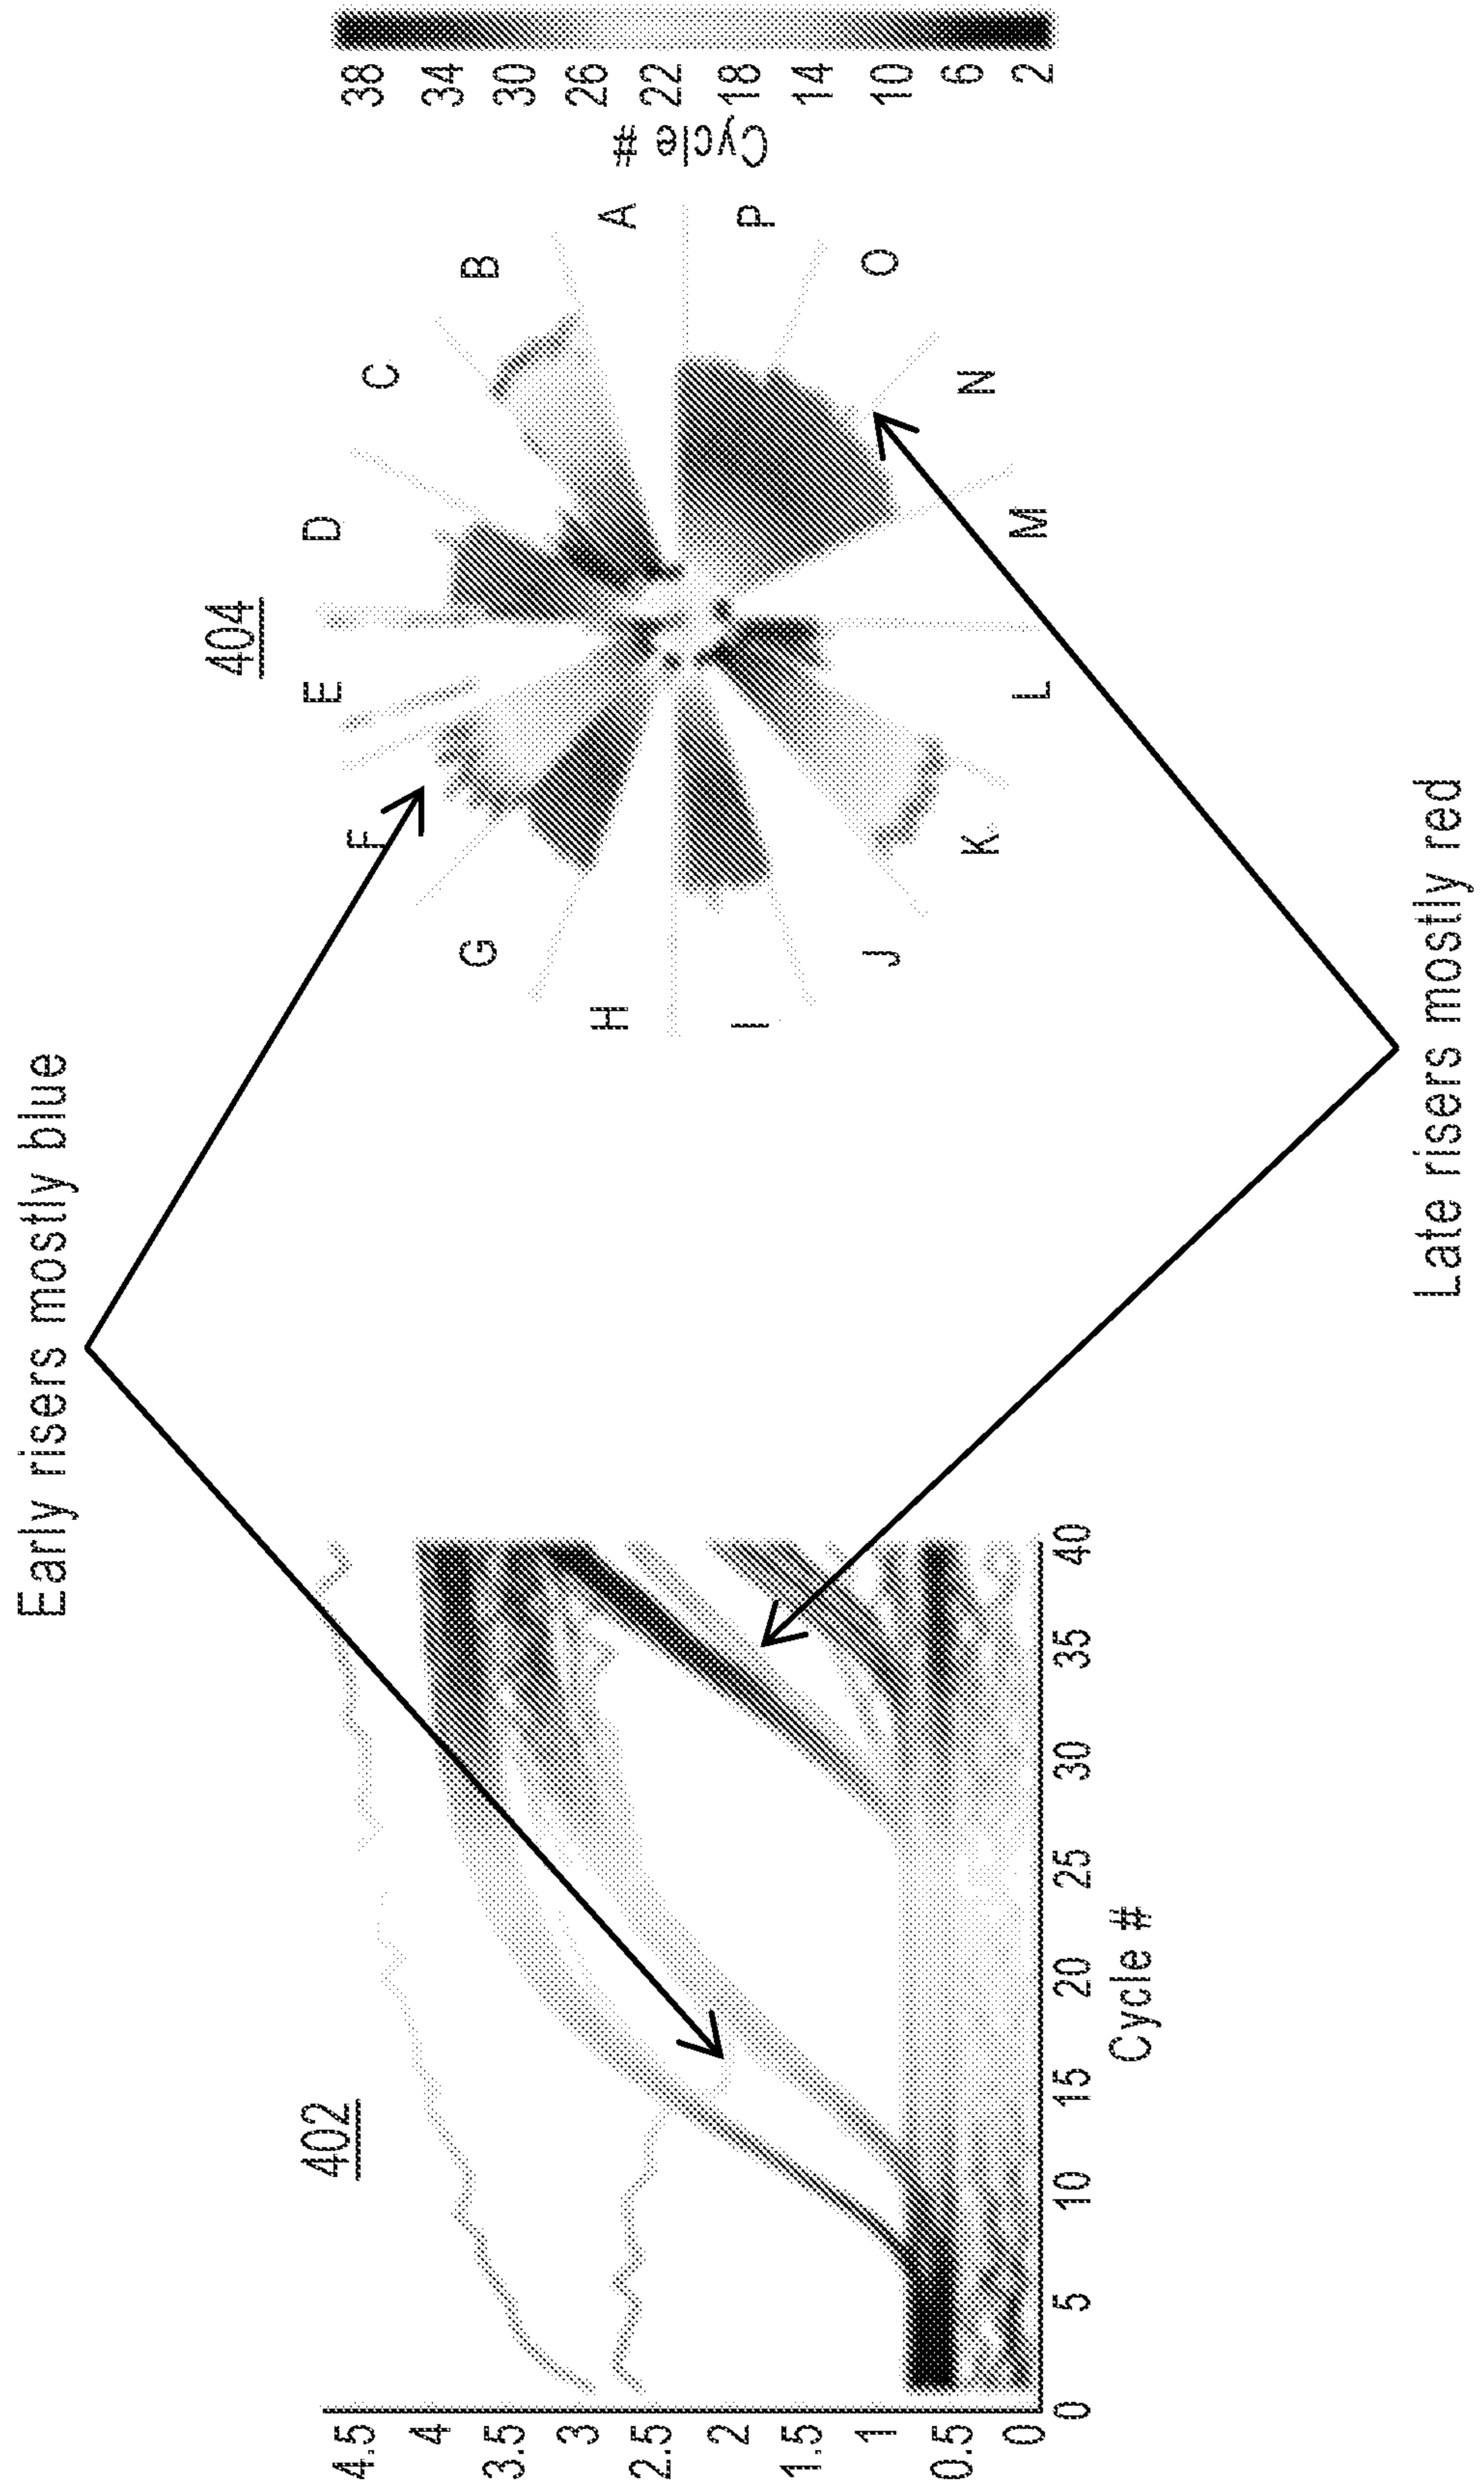 Early risers mostly blue
402
4.5
4
3.5
3
2.5
2
1.5
1
0.5
0
0 5 10 15 20 25 30 35 40
Cycle #
404
A
B
C
D
E
F
G
H
I
J
K
L
M
N
O
P
Cycle #
38
34
30
26
22
18
14
10
6
2
Late risers mostly red